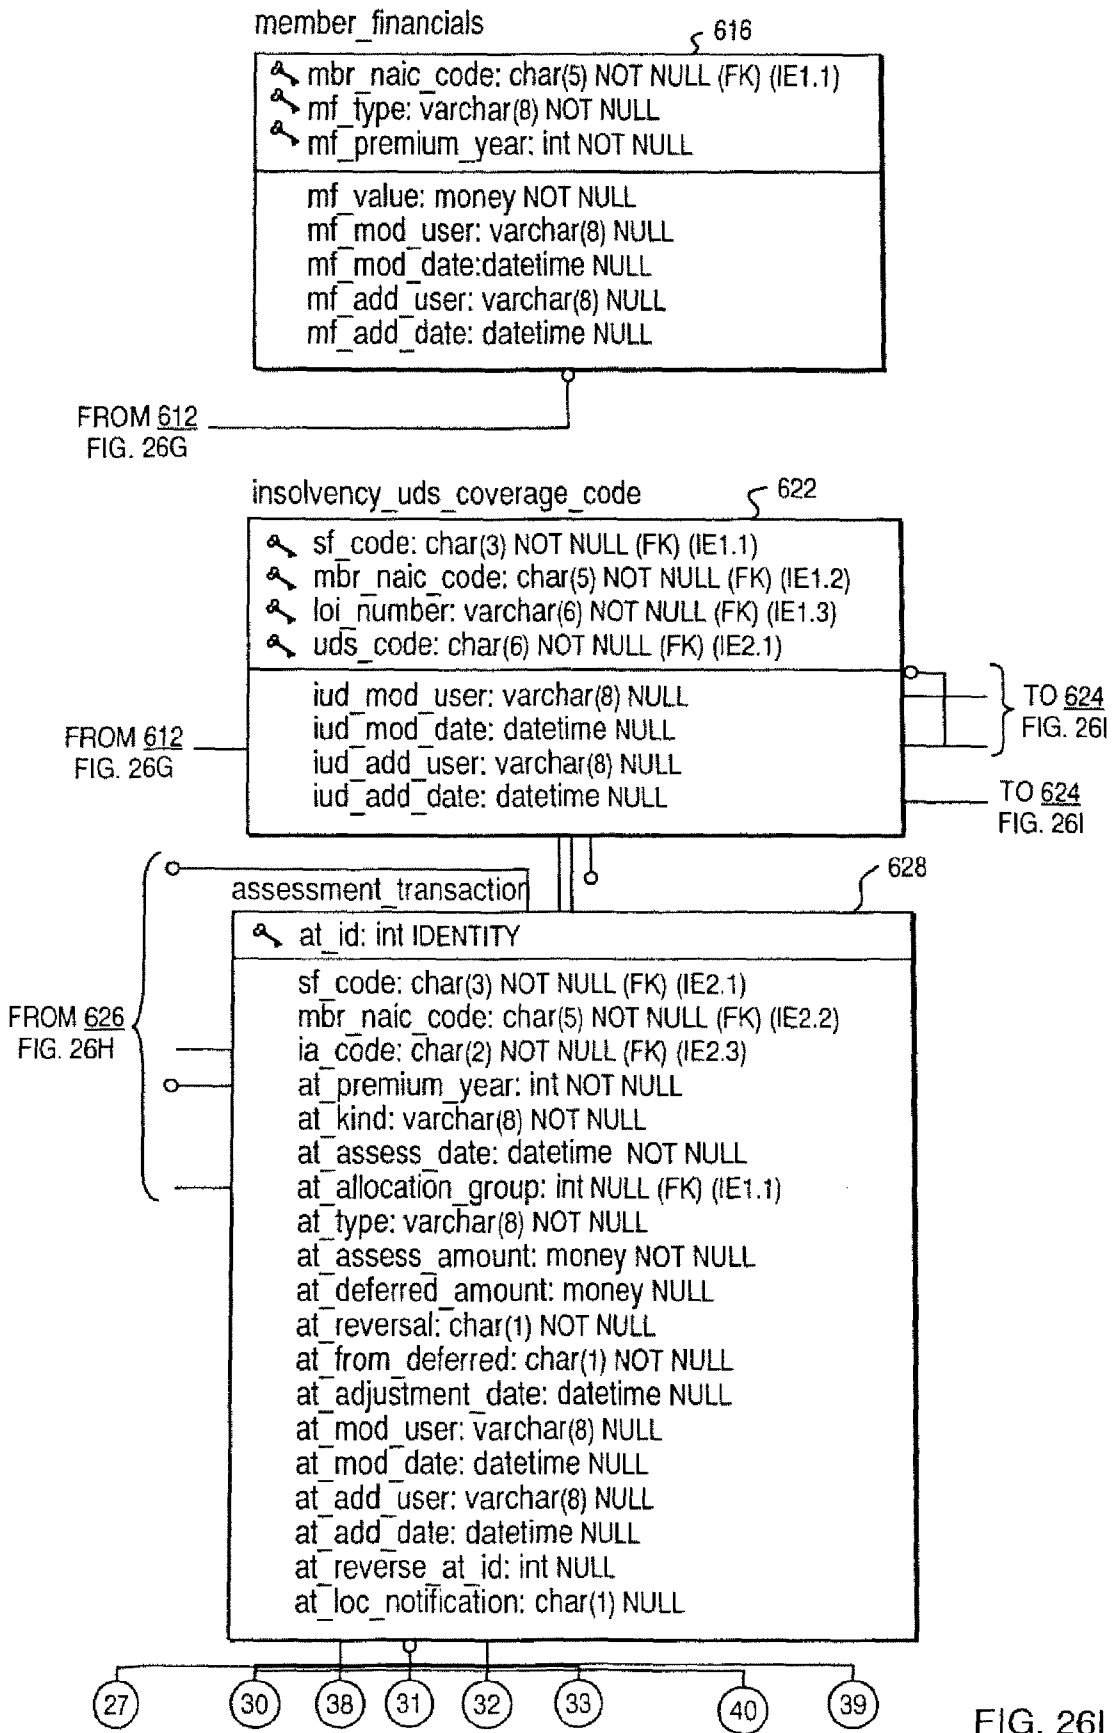 member_financials
616
mbr_naic_code: char(5) NOT NULL (FK) (IE1.1)
mf_type: varchar(8) NOT NULL
mf_premium_year: int NOT NULL
mf_value: money NOT NULL
mf_mod_user: varchar(8) NULL
mf_mod_date:datetime NULL
mf_add_user: varchar(8) NULL
mf_add_date: datetime NULL
FROM 612
FIG. 26G
insolvency_uds_coverage_code
622
sf_code: char(3) NOT NULL (FK) (IE1.1)
mbr_naic_code: char(5) NOT NULL (FK) (IE1.2)
loi_number: varchar(6) NOT NULL (FK) (IE1.3)
uds_code: char(6) NOT NULL (FK) (IE2.1)
iud_mod_user: varchar(8) NULL
iud_mod_date: datetime NULL
iud_add_user: varchar(8) NULL
iud_add_date: datetime NULL
FROM 612
FIG. 26G
TO 624
FIG. 26I
TO 624
FIG. 26I
assessment_transaction
628
at_id: int IDENTITY
sf_code: char(3) NOT NULL (FK) (IE2.1)
mbr_naic_code: char(5) NOT NULL (FK) (IE2.2)
ia_code: char(2) NOT NULL (FK) (IE2.3)
at_premium_year: int NOT NULL
at_kind: varchar(8) NOT NULL
at_assess_date: datetime NOT NULL
at_allocation_group: int NULL (FK) (IE1.1)
at_type: varchar(8) NOT NULL
at_assess_amount: money NOT NULL
at_deferred_amount: money NULL
at_reversal: char(1) NOT NULL
at_from_deferred: char(1) NOT NULL
at_adjustment_date: datetime NULL
at_mod_user: varchar(8) NULL
at_mod_date: datetime NULL
at_add_user: varchar(8) NULL
at_add_date: datetime NULL
at_reverse_at_id: int NULL
at_loc_notification: char(1) NULL
FROM 626
FIG. 26H
27 30 38 31 32 33 40 39
FIG. 26I